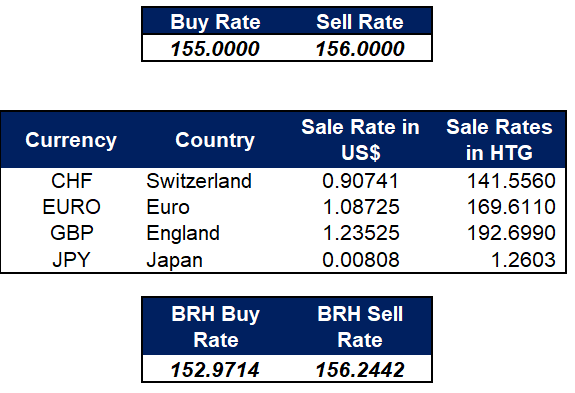 Buy Rate Sell Rate
155.0000 156.0000
Currency Country Sale Rate in US$ Sale Rates in HTG
CHF Switzerland 0.90741 141.5560
EURO Euro 1.08725 169.6110
GBP England 1.23525 192.6990
JPY Japan 0.00808 1.2603
BRH Buy Rate BRH Sell Rate
152.9714 156.2442